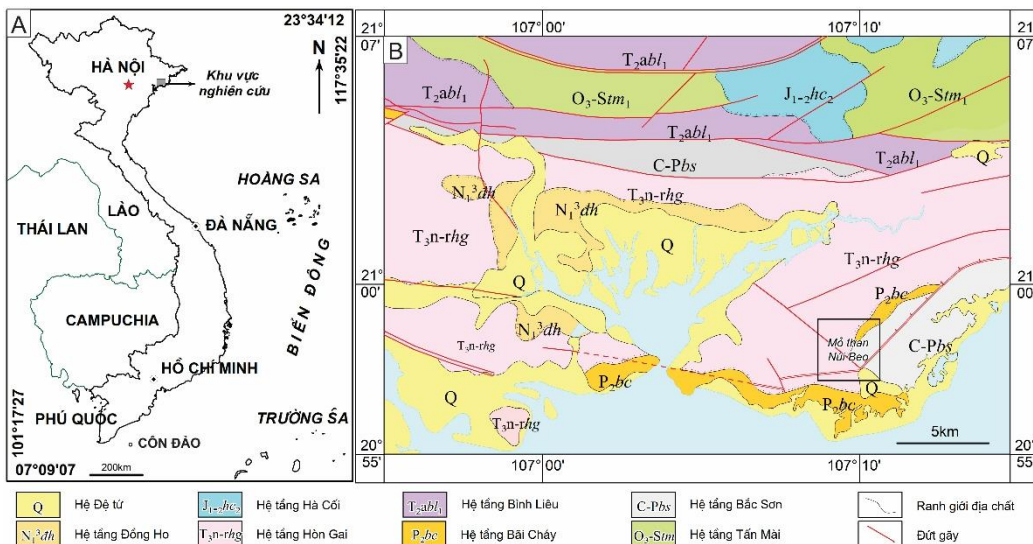 A
23°34'12
117°35'22
N
HÀ NỘI
Khu vực
nghiên cứu
HOÀNG SA
LÀO
ĐÀ NẴNG
THÁI LAN
BIỂN ĐÔNG
CAMPUCHIA
HỒ CHÍ MINH
PHÚ QUỐC
TRƯỜNG SA
CÔN ĐẢO
101°17'27
07°09'07
200km
B
107°00'
107°10'
21°
07'
T₂abl₁
T₂abl₁
O₃-Stm₁
J₁₋₂hc₂
O₃-Stm₁
T₂abl₁
T₂abl₁
C-Pbs
Q
N₁³dh
N₁³dh
T₃n-rhg
T₃n-rhg
Q
T₃n-rhg
21°
00'
Q
P₂bc
N₁³dh
Mỏ than
Núi Béo
C-Pbs
T₃n-rhg
P₂bc
Q
Q
P₂bc
T₃n-rhg
5km
20°
55'
107°00'
107°10'
Q Hệ Đệ tứ
J₁₋₂hc₂ Hệ tầng Hà Cối
T₂abl₁ Hệ tầng Bình Liêu
C-Pbs Hệ tầng Bắc Sơn
Ranh giới địa chất
N₁³dh Hệ tầng Đồng Ho
T₃n-rhg Hệ tầng Hòn Gai
P₂bc Hệ tầng Bãi Cháy
O₃-Stm Hệ tầng Tấn Mài
Đứt gãy